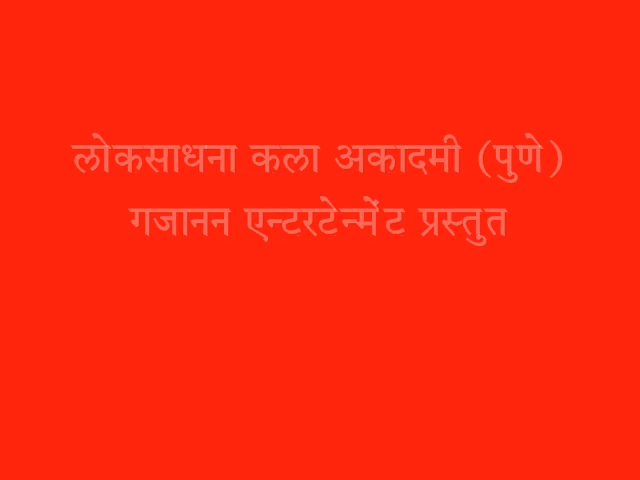 लोकसाधना कला अकादमी (पुणे)
गजानन एन्टरटेन्मेंट प्रस्तुत